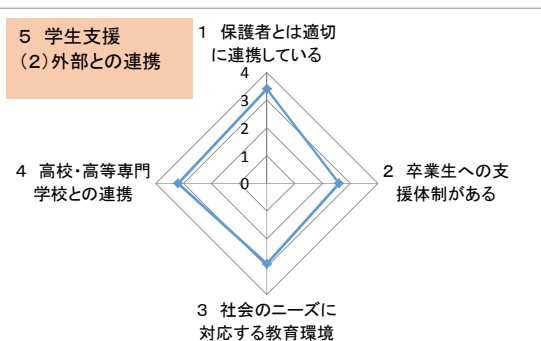 5 学生支援
（2）外部との連携
1 保護者とは適切
に連携している
4
3
2
1
0
2 卒業生への支
援体制がある
3 社会のニーズに
対応する教育環境
4 高校・高等専門
学校との連携